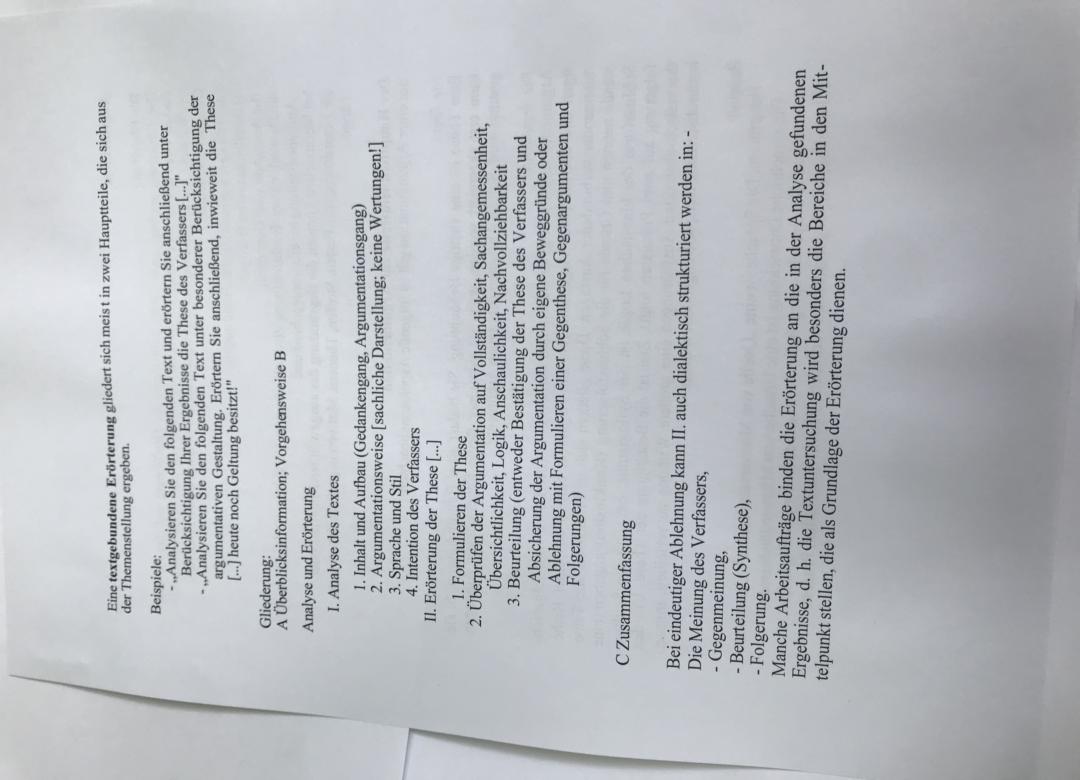 Eine textgebundene Erörterung gliedert sich meist in zwei Hauptteile, die sich aus
der Themenstellung ergeben.
Beispiele:
- „Analysieren Sie den folgenden Text und erörtern Sie anschließend unter
Berücksichtigung Ihrer Ergebnisse die These des Verfassers [...]"
- „Analysieren Sie den folgenden Text unter besonderer Berücksichtigung der
argumentativen Gestaltung. Erörtern Sie anschließend, inwieweit die These
[...] heute noch Geltung besitzt!"
Gliederung:
A Überblicksinformation; Vorgehensweise B
Analyse und Erörterung
I. Analyse des Textes
1. Inhalt und Aufbau (Gedankengang, Argumentationsgang)
2. Argumentationsweise [sachliche Darstellung; keine Wertungen!]
3. Sprache und Stil
4. Intention des Verfassers
II. Erörterung der These [...]
1. Formulieren der These
2. Überprüfen der Argumentation auf Vollständigkeit, Sachangemessenheit,
Übersichtlichkeit, Logik, Anschaulichkeit, Nachvollziehbarkeit
3. Beurteilung (entweder Bestätigung der These des Verfassers und
Absicherung der Argumentation durch eigene Beweggründe oder
Ablehnung mit Formulieren einer Gegenthese, Gegenargumenten und
Folgerungen)
C Zusammenfassung
Bei eindeutiger Ablehnung kann II. auch dialektisch strukturiert werden in: -
Die Meinung des Verfassers,
- Gegenmeinung,
- Beurteilung (Synthese),
- Folgerung.
Manche Arbeitsaufträge binden die Erörterung an die in der Analyse gefundenen
Ergebnisse, d. h. die Textuntersuchung wird besonders die Bereiche in den Mit-
telpunkt stellen, die als Grundlage der Erörterung dienen.